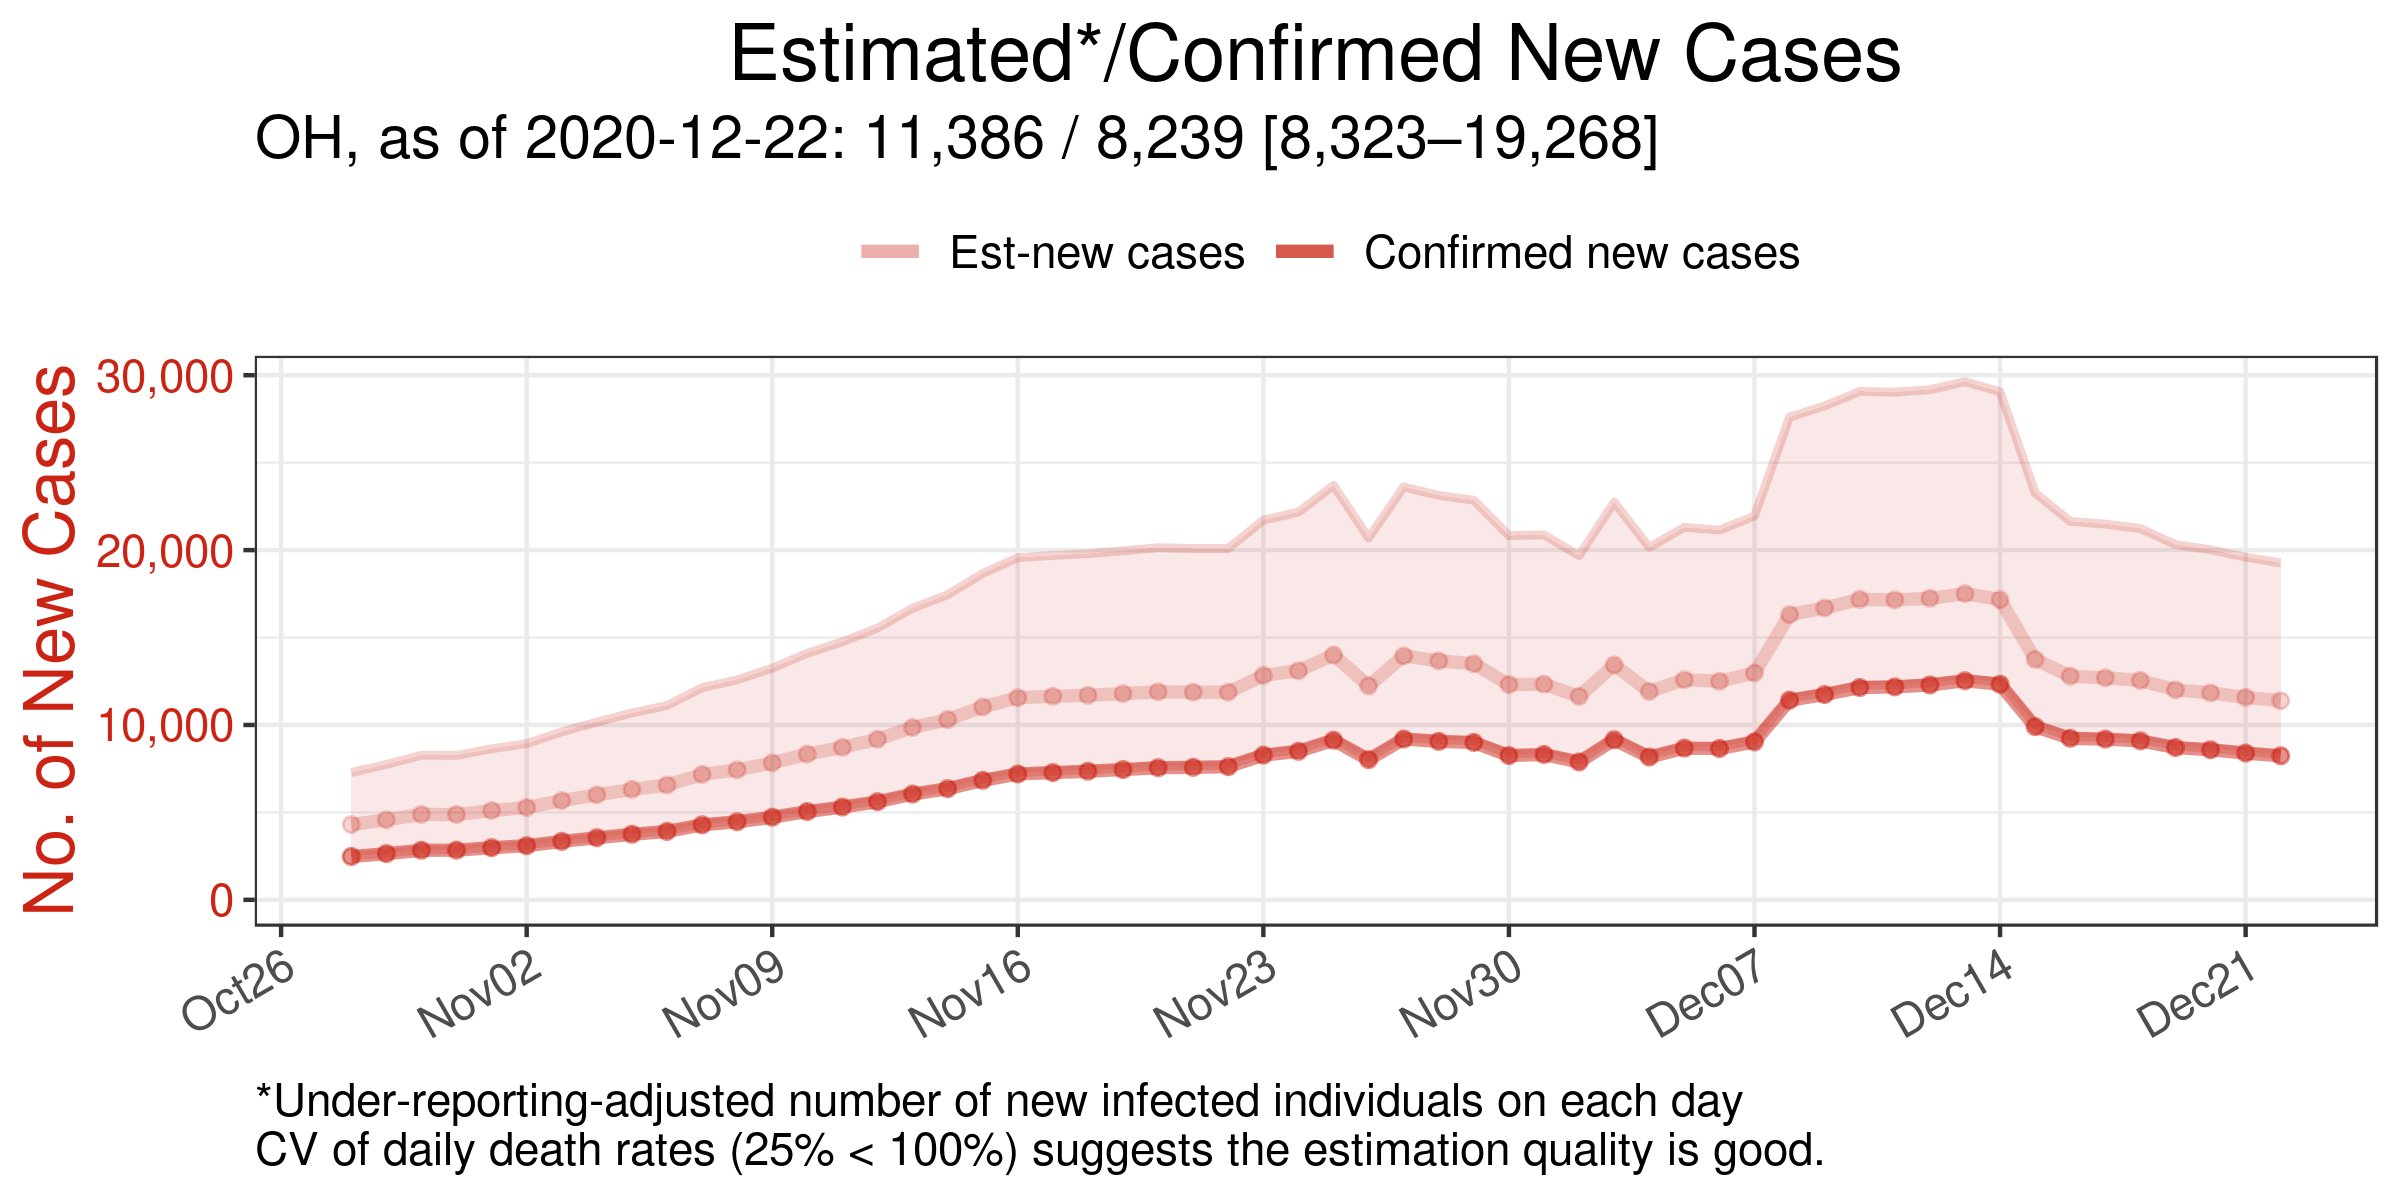 Estimated*/Confirmed New Cases
OH, as of 2020-12-22: 11,386 / 8,239 [8,323–19,268]
Est-new cases Confirmed new cases
No. of New Cases
30,000
20,000
10,000
0
Oct26 Nov02 Nov09 Nov16 Nov23 Nov30 Dec07 Dec14 Dec21
*Under-reporting-adjusted number of new infected individuals on each day
CV of daily death rates (25% < 100%) suggests the estimation quality is good.